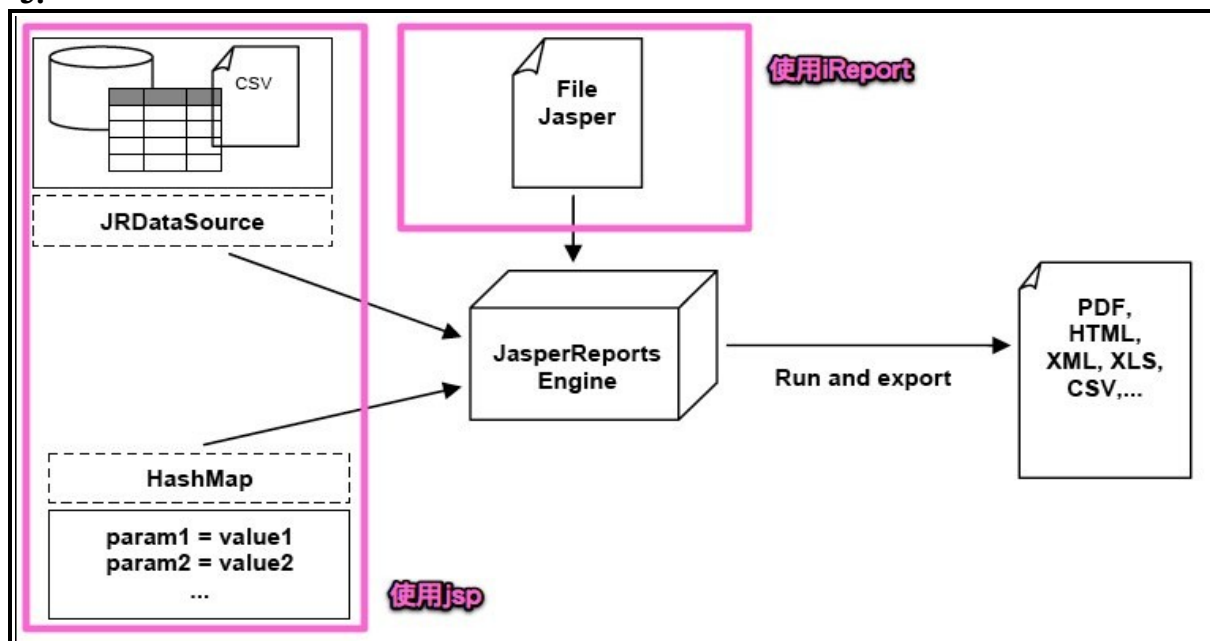 CSV
JRDataSource
File
Jasper
使用iReport
JasperReports
Engine
Run and export
PDF,
HTML,
XML, XLS,
CSV,...
HashMap
param1 = value1
param2 = value2
...
使用jsp